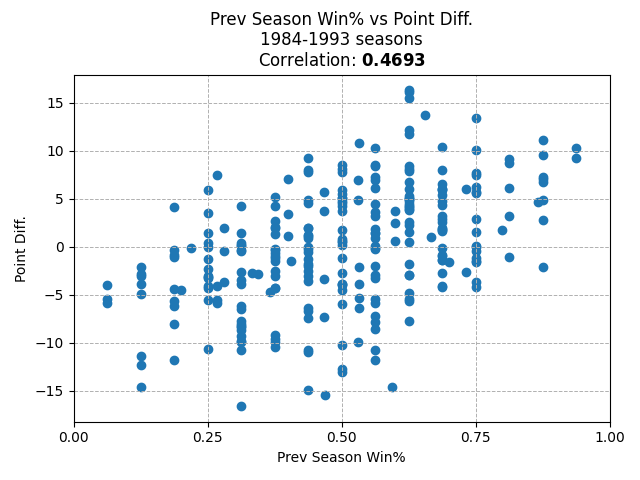 Prev Season Win% vs Point Diff.
1984-1993 seasons
Correlation: 0.4693
Point Diff.
15
10
5
0
−5
−10
−15
0.00 0.25 0.50 0.75 1.00
Prev Season Win%